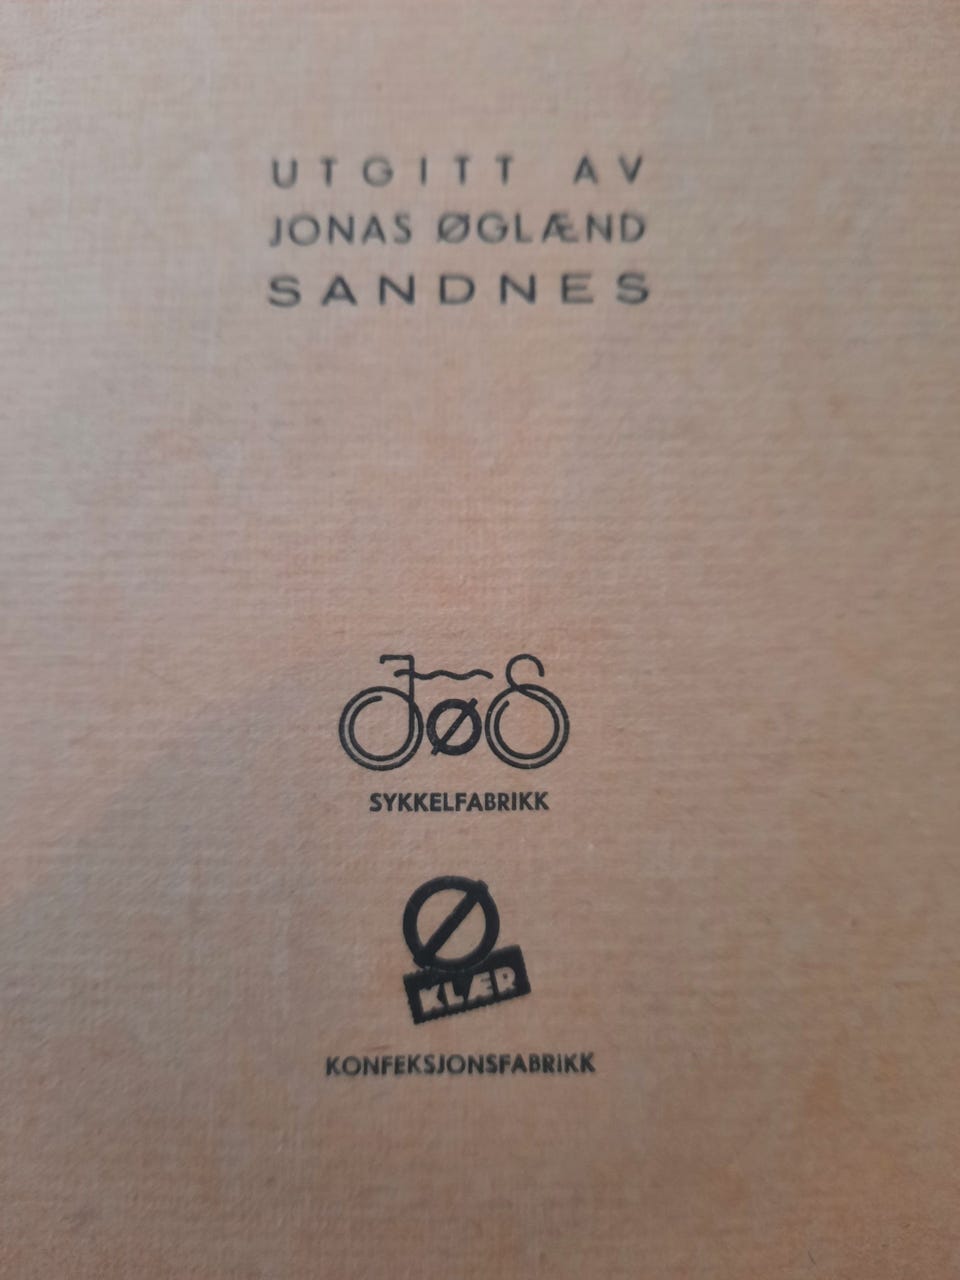 UTGITT AV
JONAS ØGLÆND
SANDNES
JØS
SYKKELFABRIKK
Ø
KLÆR
KONFEKSJONSFABRIKK